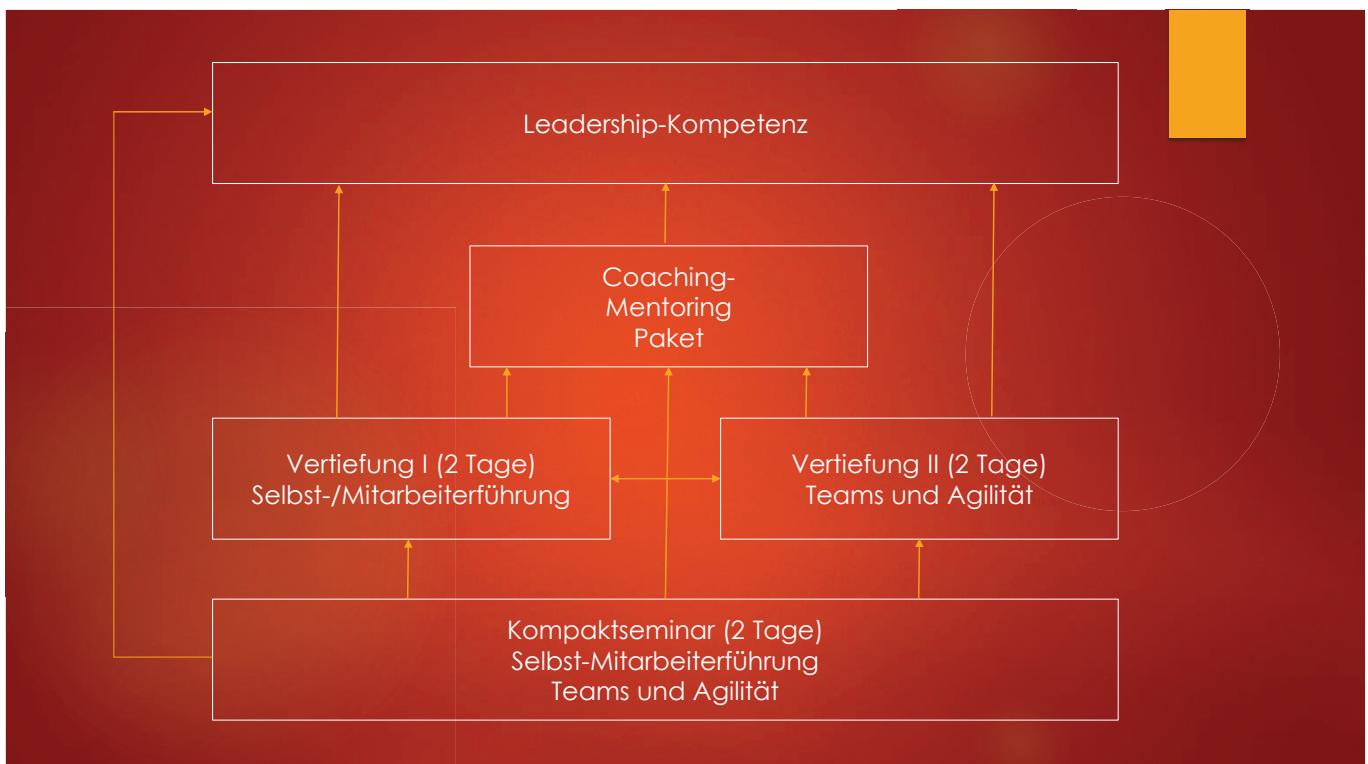 Leadership-Kompetenz
Coaching-
Mentoring
Paket
Vertiefung I (2 Tage)
Selbst-/Mitarbeiterführung
Vertiefung II (2 Tage)
Teams und Agilität
Kompaktseminar (2 Tage)
Selbst-Mitarbeiterführung
Teams und Agilität